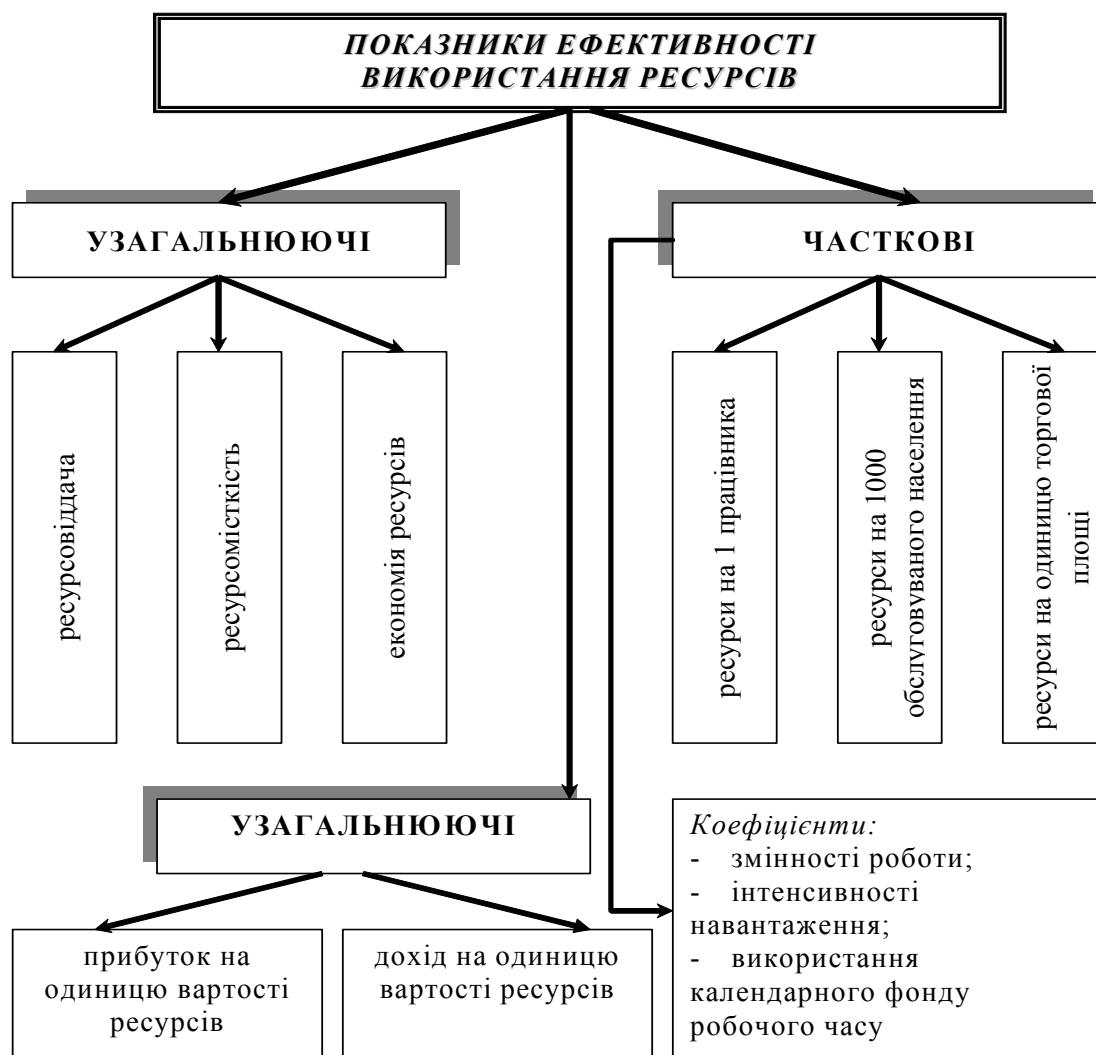 ПОКАЗНИКИ ЕФЕКТИВНОСТІ
ВИКОРИСТАННЯ РЕСУРСІВ
УЗАГАЛЬНЮЮЧІ
ЧАСТКОВІ
ресурсовіддача
ресурсомісткість
економія ресурсів
ресурси на 1 працівника
ресурси на 1000
обслуговуваного населення
ресурси на одиницю торгової
площі
УЗАГАЛЬНЮЮЧІ
прибуток на
одиницю вартості
ресурсів
дохід на одиницю
вартості ресурсів
Коефіцієнти:
- змінності роботи;
- інтенсивності
навантаження;
- використання
календарного фонду
робочого часу